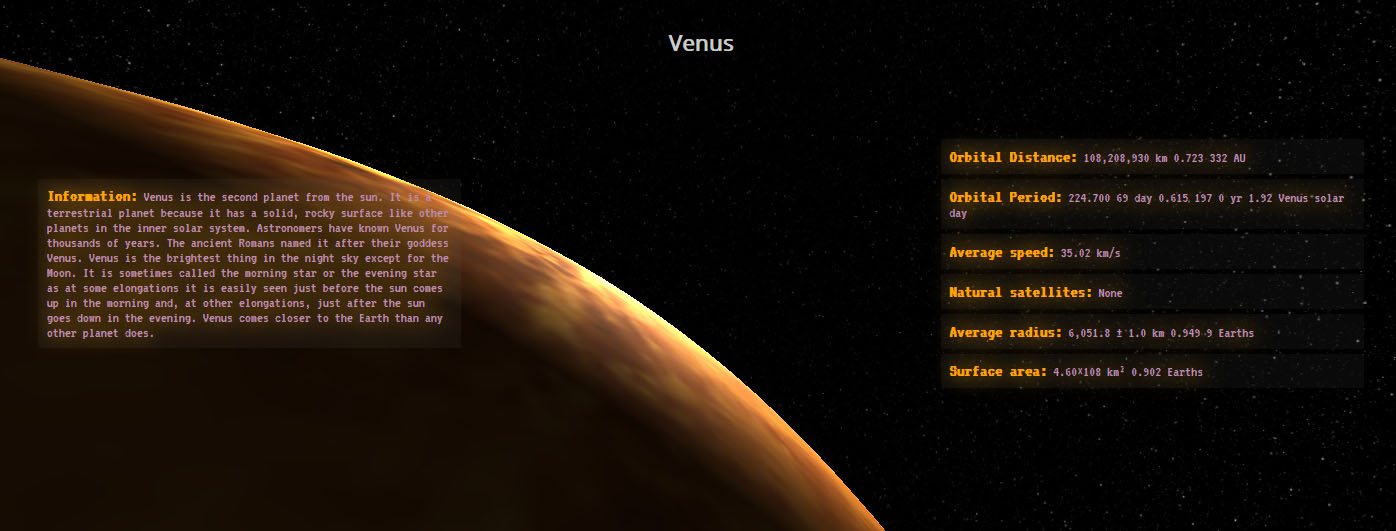 Venus
Information: Venus is the second planet from the sun. It is a
terrestrial planet because it has a solid, rocky surface like other
planets in the inner solar system. Astronomers have known Venus for
thousands of years. The ancient Romans named it after their goddess
Venus. Venus is the brightest thing in the night sky except for the
Moon. It is sometimes called the morning star or the evening star
as at some elongations it is easily seen just before the sun comes
up in the morning and, at other elongations, just after the sun
goes down in the evening. Venus comes closer to the Earth than any
other planet does.
Orbital Distance: 108,208,930 km 0.723 332 AU
Orbital Period: 224.700 69 day 0.615 197 0 yr 1.92 Venus solar
day
Average speed: 35.02 km/s
Natural satellites: None
Average radius: 6,051.8 ± 1.0 km 0.949 9 Earths
Surface area: 4.60×108 km² 0.902 Earths